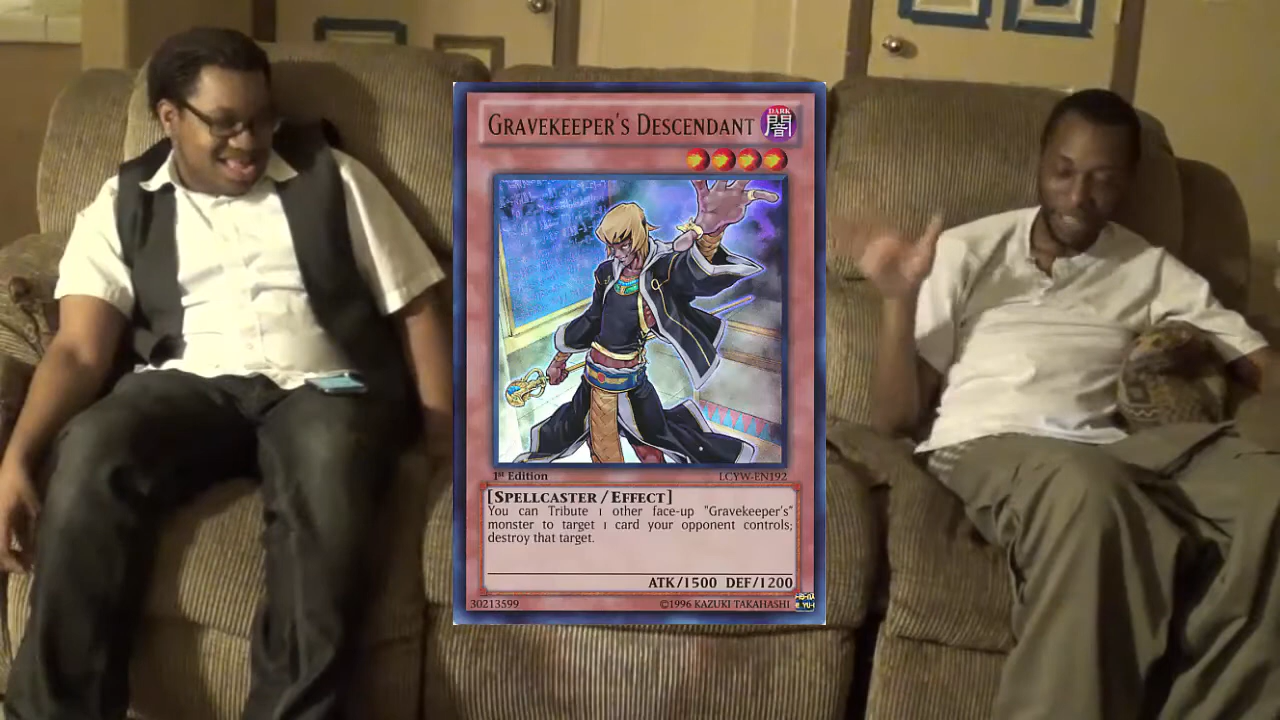 GRAVEKEEPER'S DESCENDANT
DARK
闇
1st Edition
LCYW-EN192
[SPELLCASTER / EFFECT]
You can Tribute 1 other face-up "Gravekeeper's"
monster to target 1 card your opponent controls;
destroy that target.
ATK/1500 DEF/1200
30213599
©1996 KAZUKI TAKAHASHI